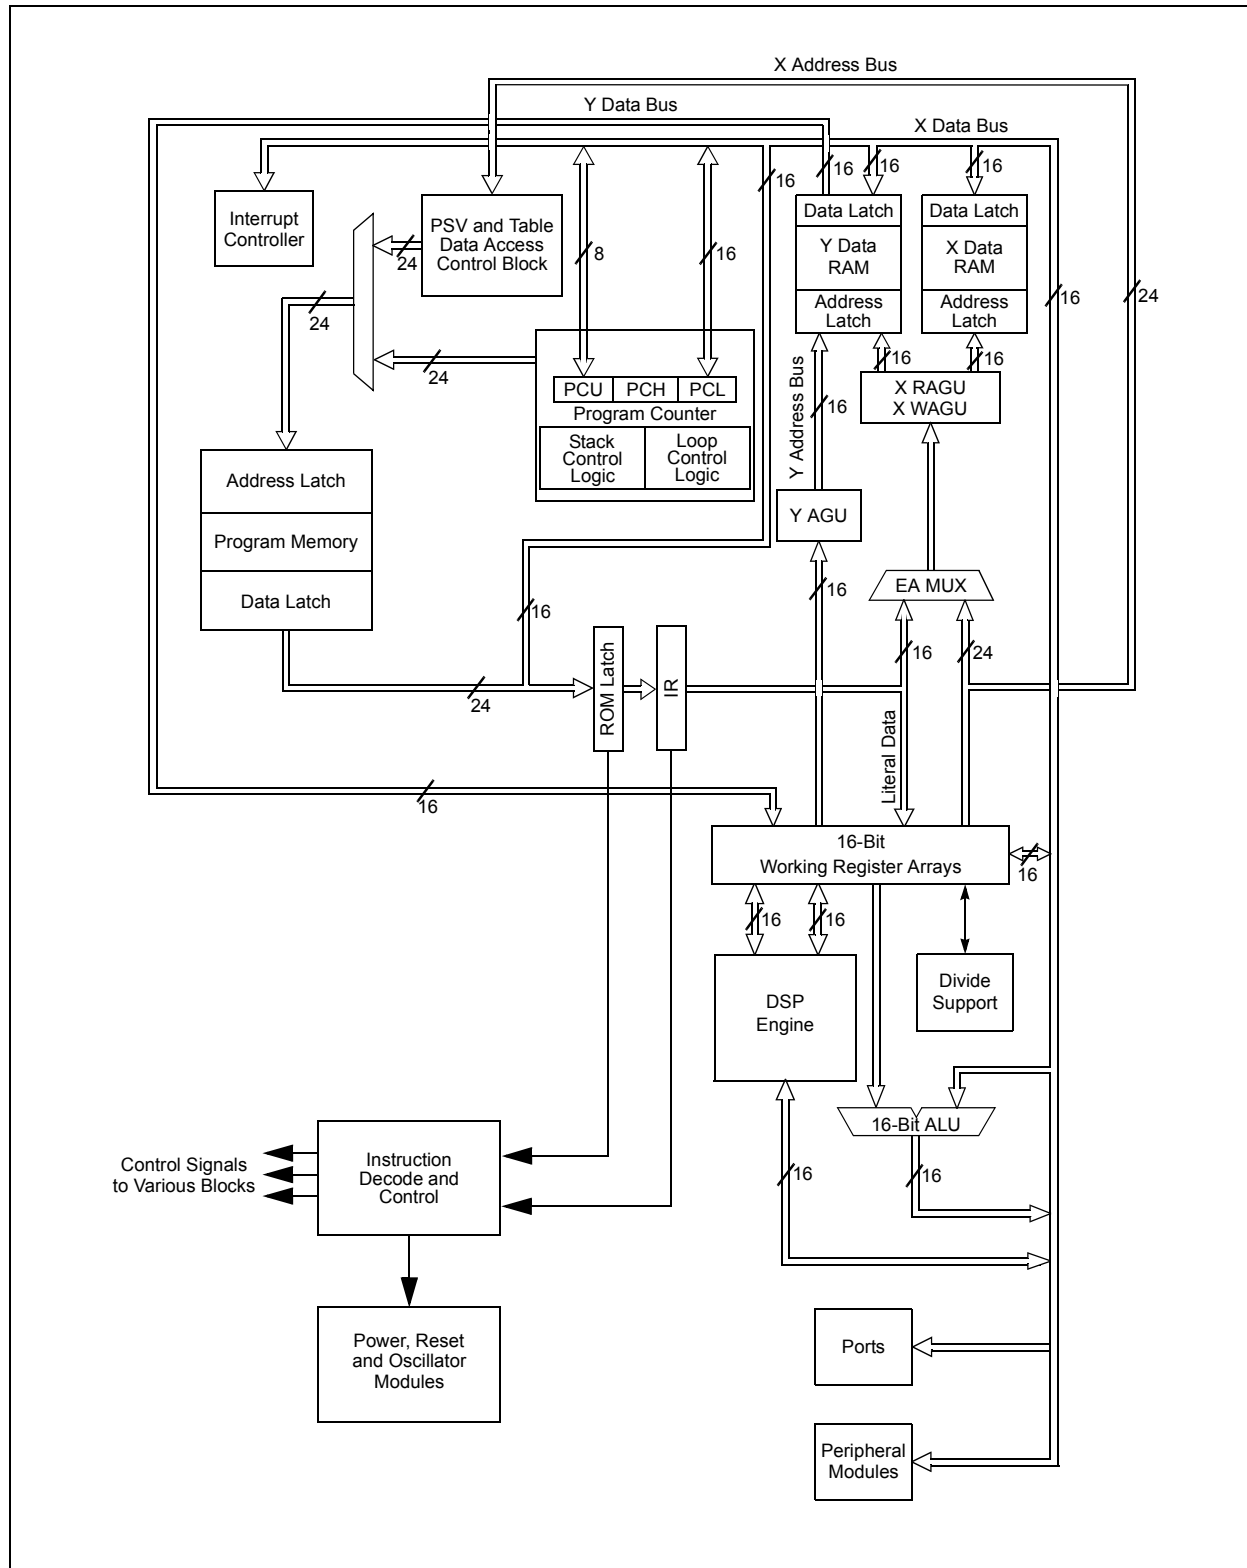 X Address Bus
Y Data Bus
X Data Bus
16
16
16
16
Interrupt
Controller
PSV and Table
Data Access
Control Block
24
8
16
Data Latch
Y Data
RAM
Address
Latch
Data Latch
X Data
RAM
Address
Latch
16
24
24
24
16
16
PCU
PCH
PCL
Program Counter
Stack
Control
Logic
Loop
Control
Logic
Y Address Bus
16
X RAGU
X WAGU
Address Latch
Program Memory
Data Latch
Y AGU
EA MUX
16
16
16
24
24
ROM Latch
IR
Literal Data
16
16-Bit
Working Register Arrays
16
16
16
DSP
Engine
Divide
Support
16-Bit ALU
16
16
Control Signals
to Various Blocks
Instruction
Decode and
Control
Power, Reset
and Oscillator
Modules
Ports
Peripheral
Modules